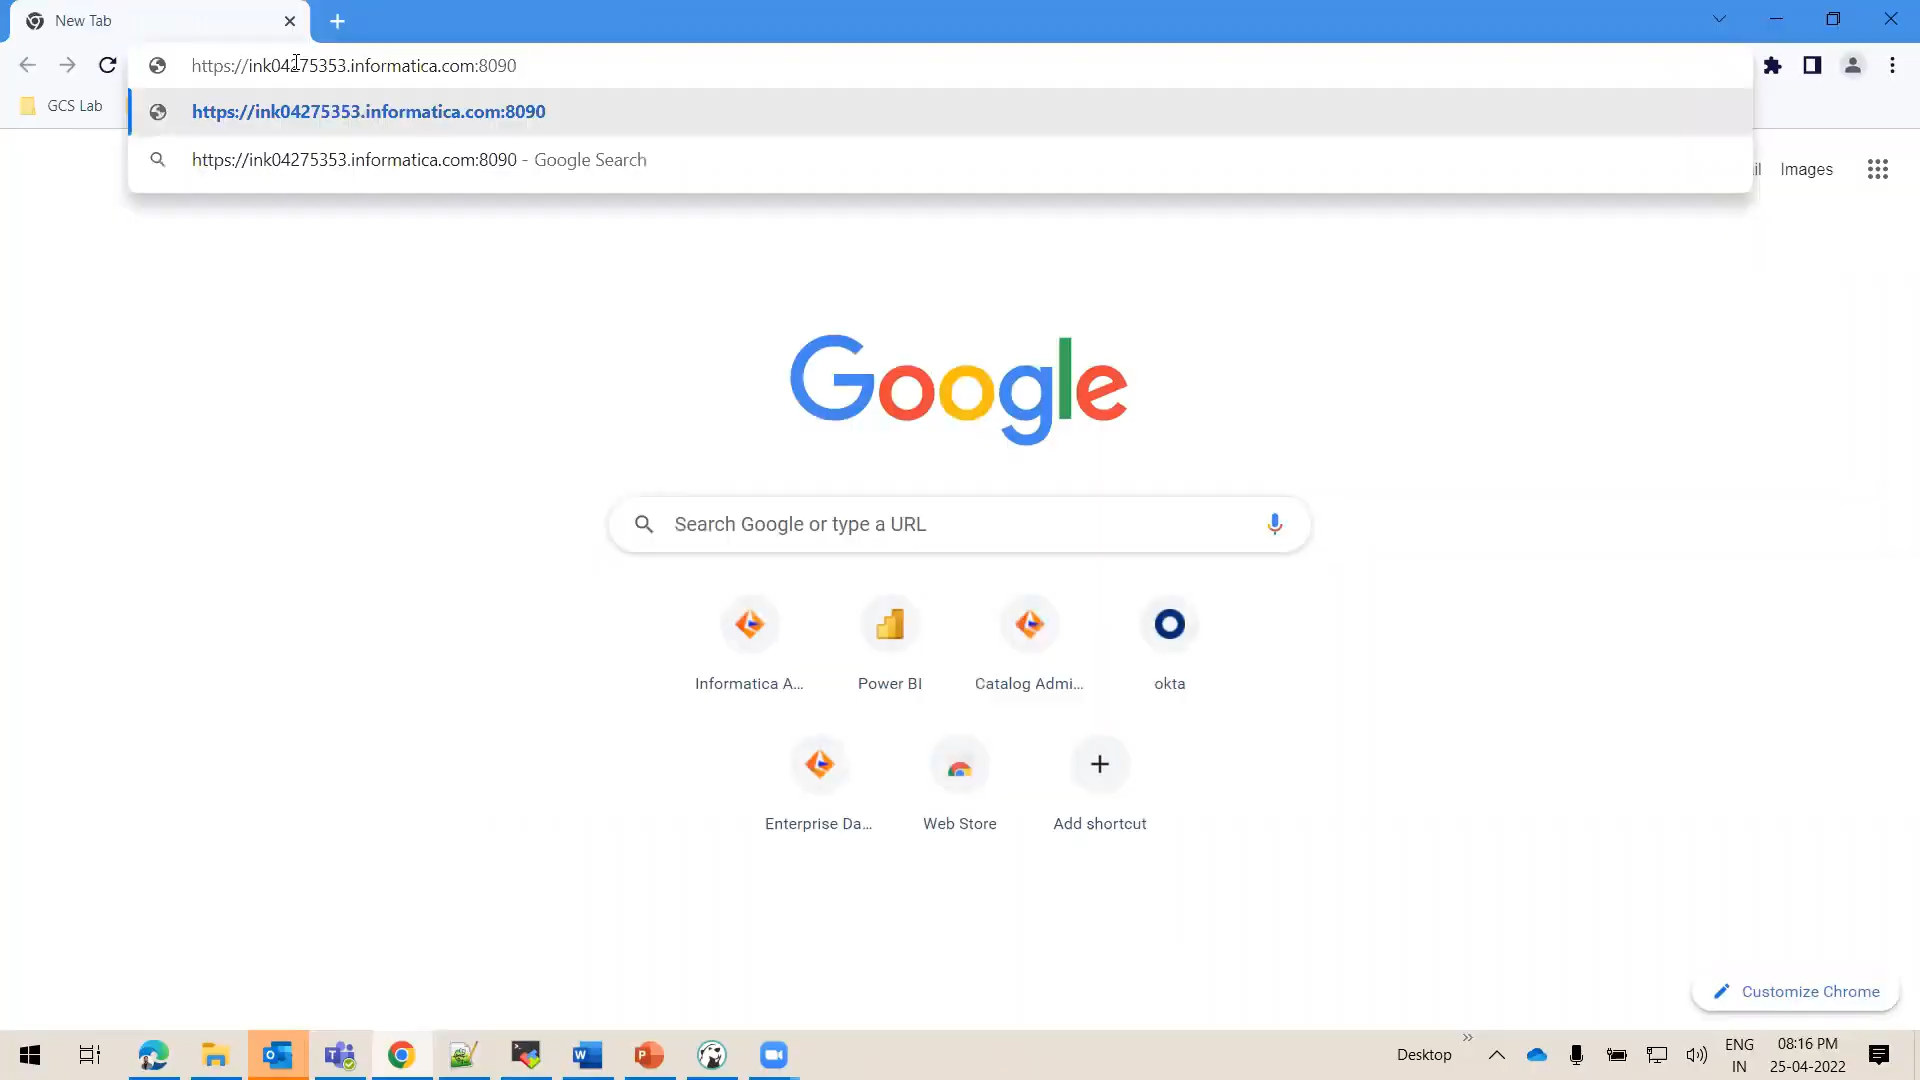 New Tab
https://ink04275353.informatica.com:8090
GCS Lab
https://ink04275353.informatica.com:8090
https://ink04275353.informatica.com:8090 - Google Search
il Images
Google
Search Google or type a URL
Informatica A...
Power BI
Catalog Admi...
okta
Enterprise Da...
Web Store
Add shortcut
Customize Chrome
Desktop
ENG
IN
08:16 PM
25-04-2022